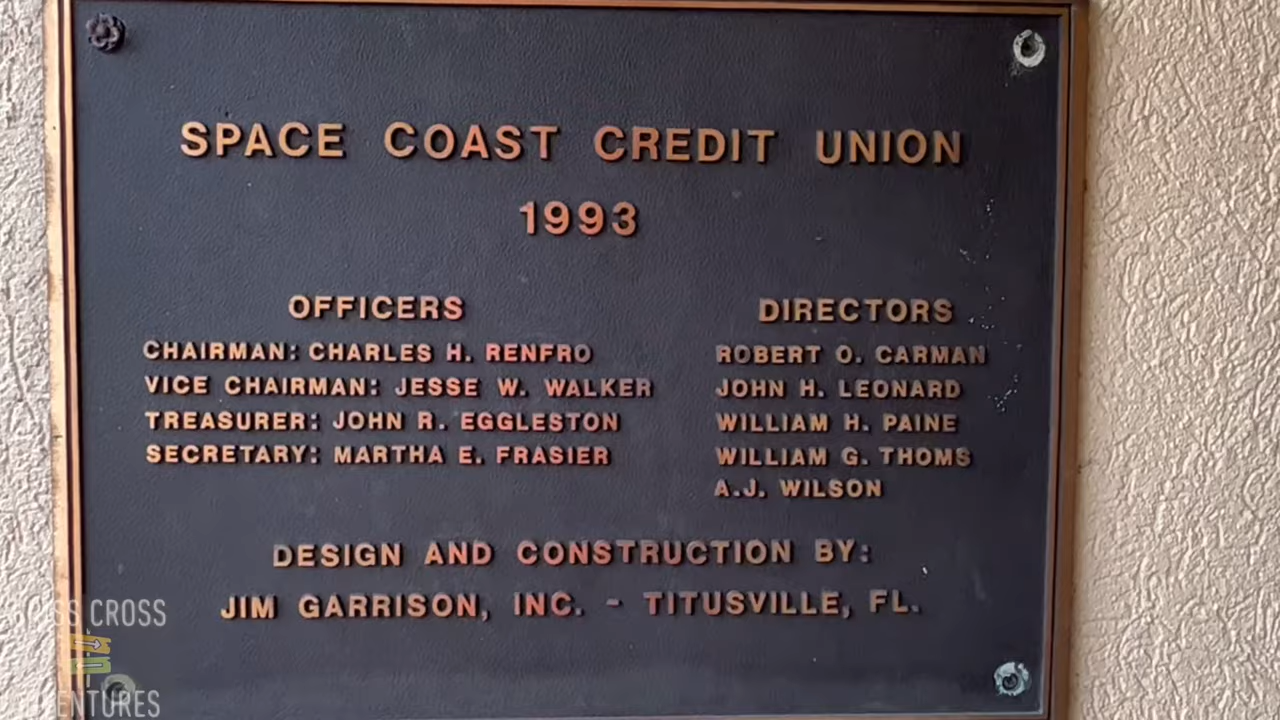 SPACE COAST CREDIT UNION
1993
OFFICERS
CHAIRMAN: CHARLES H. RENFRO
VICE CHAIRMAN: JESSE W. WALKER
TREASURER: JOHN R. EGGLESTON
SECRETARY: MARTHA E. FRASIER
DIRECTORS
ROBERT O. CARMAN
JOHN H. LEONARD
WILLIAM H. PAINE
WILLIAM G. THOMS
A.J. WILSON
DESIGN AND CONSTRUCTION BY:
JIM GARRISON, INC. - TITUSVILLE, FL.
CROSS